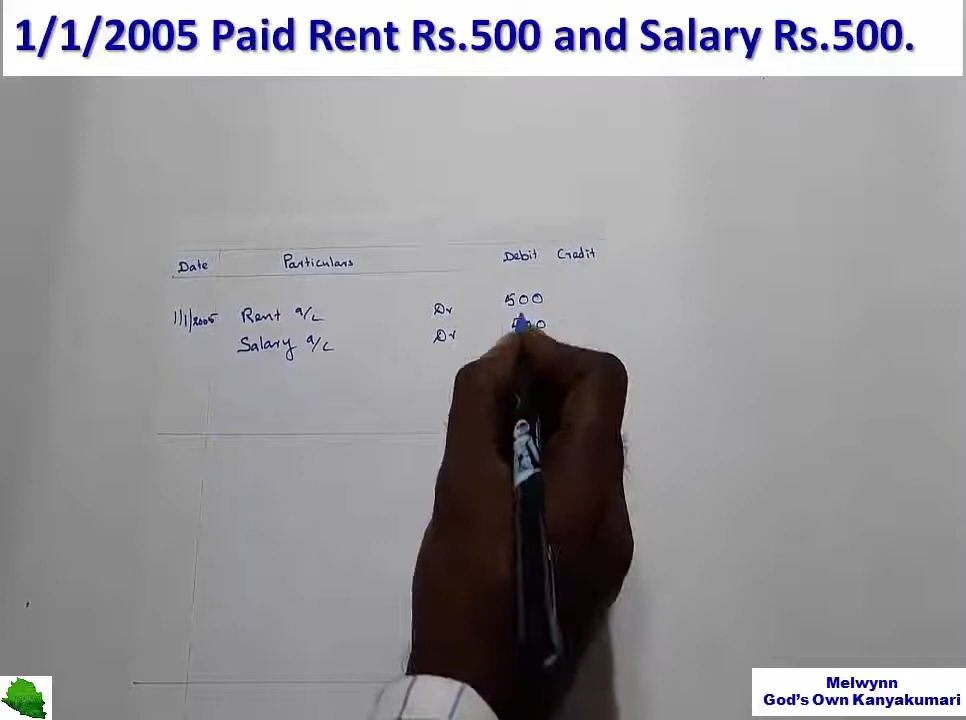 1/1/2005 Paid Rent Rs.500 and Salary Rs.500.
Date Particulars Debit Credit
1/1/2005 Rent a/c Dr 500
Salary a/c Dr 500
Melwynn
God's Own Kanyakumari